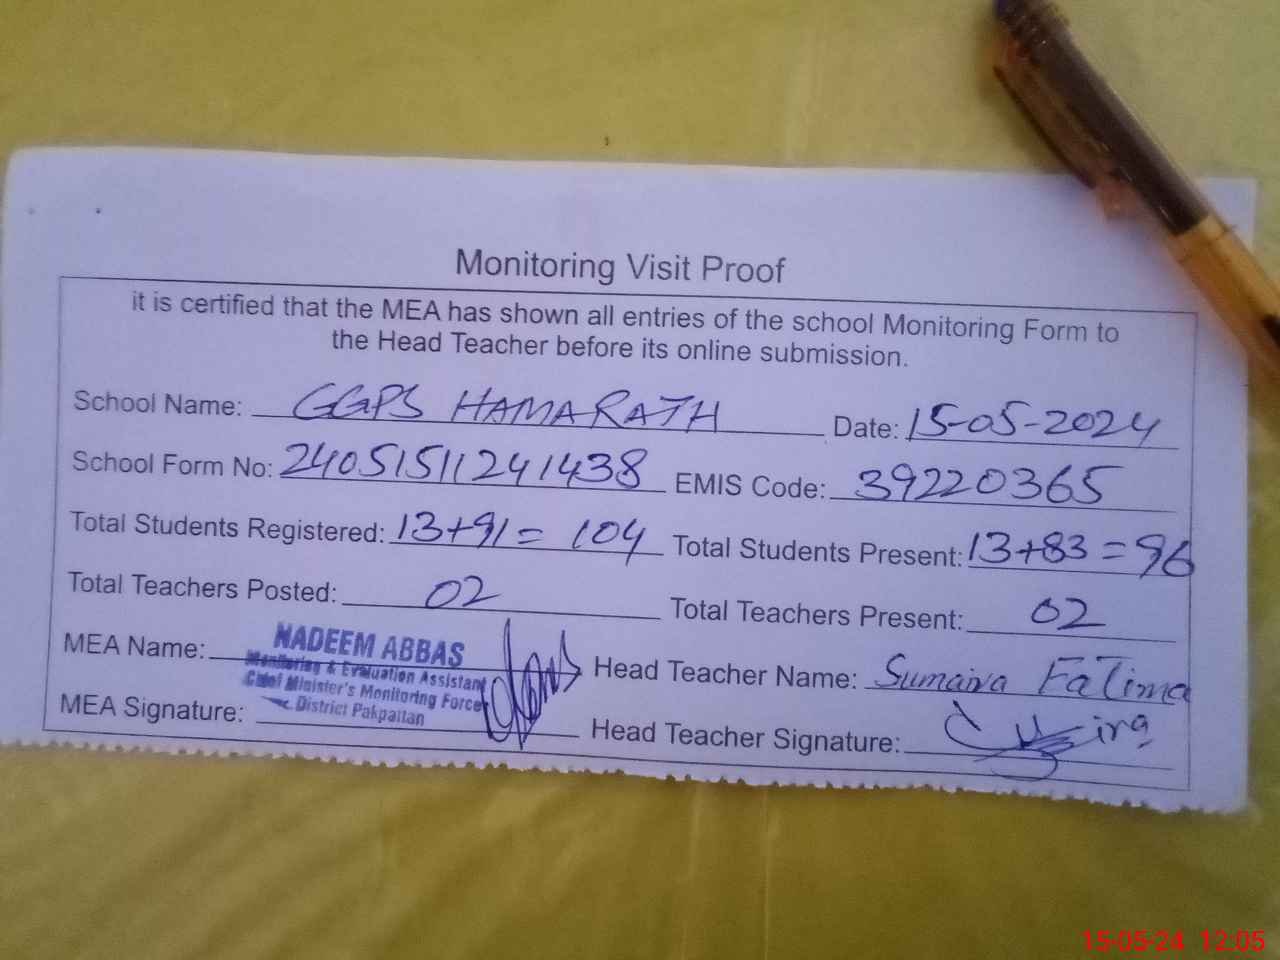 Monitoring Visit Proof
it is certified that the MEA has shown all entries of the school Monitoring Form to
the Head Teacher before its online submission.
School Name: GGPS HAMARATH Date: 15-05-2024
School Form No: 24051511241438 EMIS Code: 39220365
Total Students Registered: 13+91= 104 Total Students Present: 13+83=96
Total Teachers Posted: 02 Total Teachers Present: 02
MEA Name: NADEEM ABBAS Head Teacher Name: Sumaira Fatima
Monitoring & Evaluation Assistant
Chief Minister's Monitoring Force
District Pakpattan
MEA Signature: Head Teacher Signature:
15-05-24 12:05